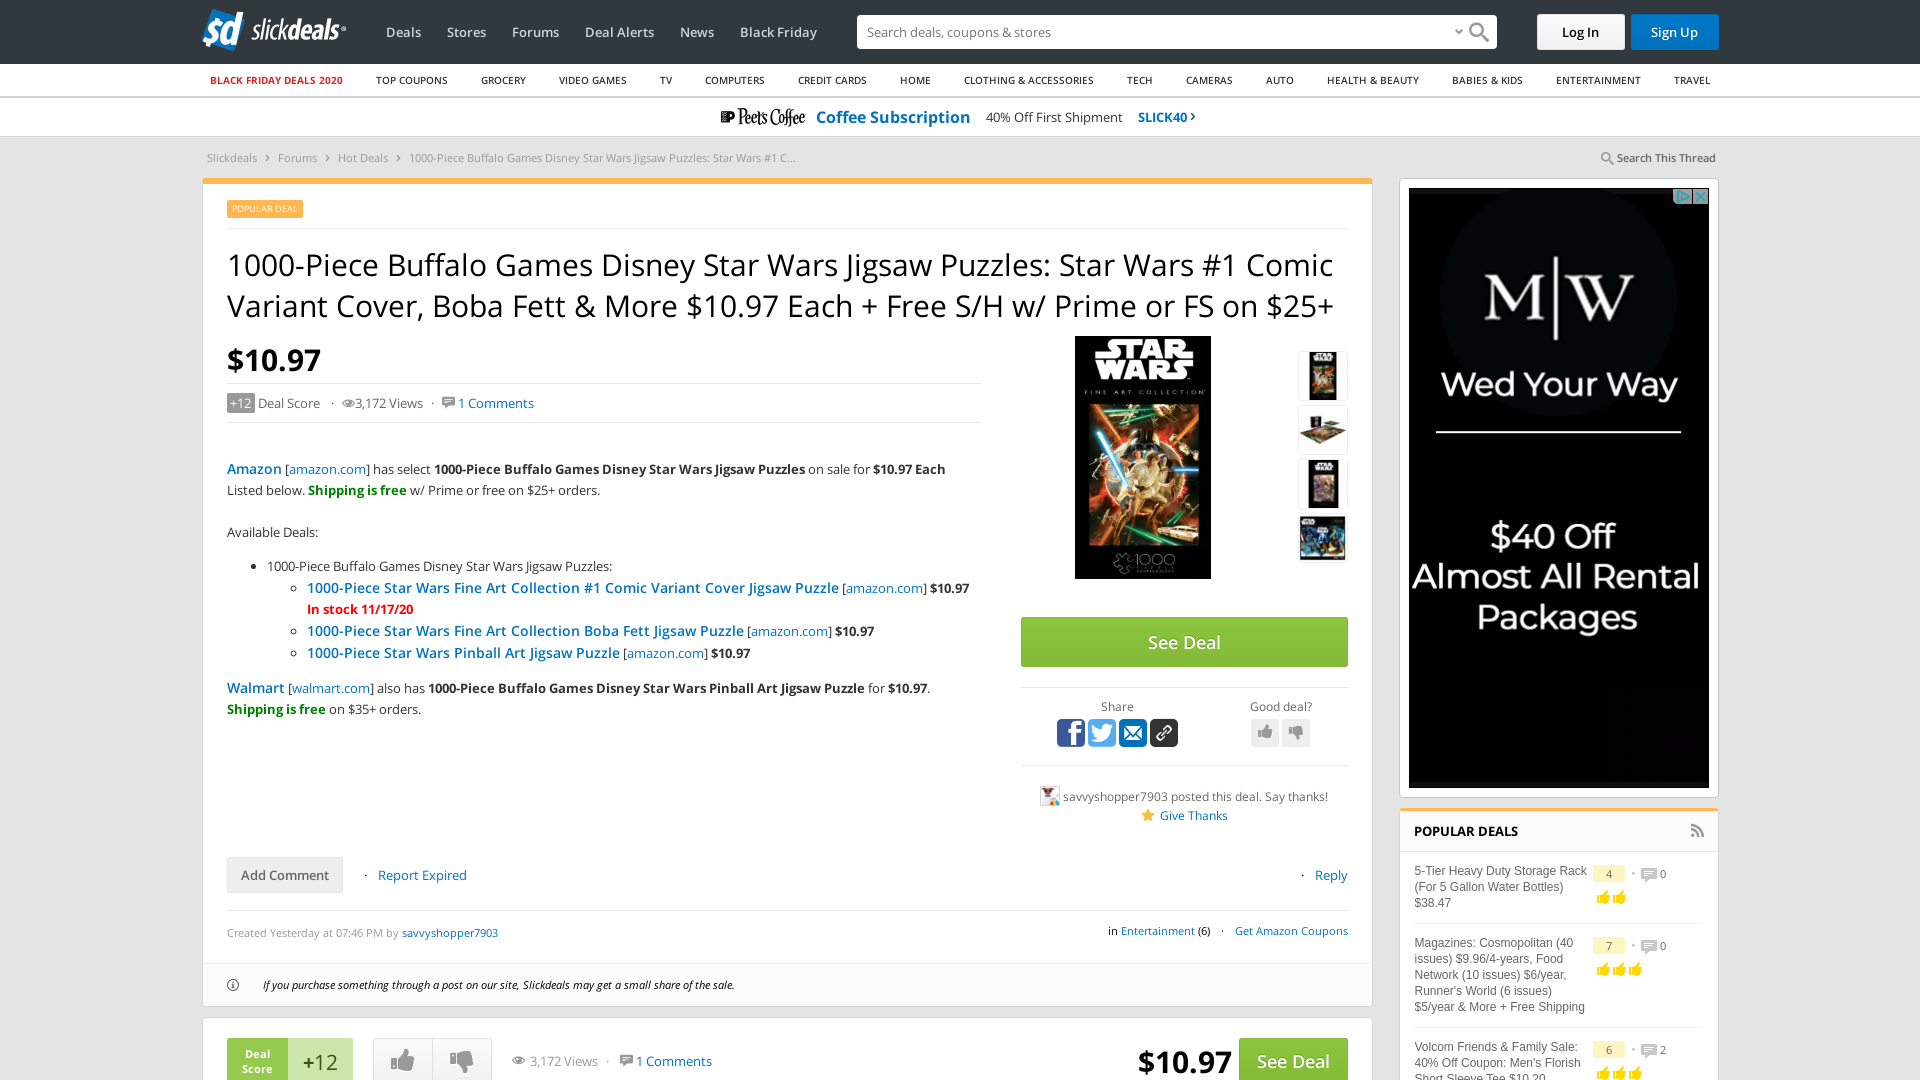 slickdeals
Deals
Stores
Forums
Deal Alerts
News
Black Friday
Search deals, coupons & shopping
Log In
Sign Up
BLACK FRIDAY DEALS 2020
TOP COUPONS
GROCERY
VIDEO GAMES
TV
COMPUTERS
CREDIT CARDS
HOME
CLOTHING & ACCESSORIES
TECH
CAMERAS
AUTO
HEALTH & BEAUTY
BABIES & KIDS
ENTERTAINMENT
TRAVEL
Peet's Coffee Coffee Subscription 40% Off First Shipment SLICK40 ›
Slickdeals › Forums › Hot Deals › 1000-Piece Buffalo Games Disney Star Wars Jigsaw Puzzles: Star Wars #1 C...
Search This Thread
POPULAR DEAL
1000-Piece Buffalo Games Disney Star Wars Jigsaw Puzzles: Star Wars #1 Comic
Variant Cover, Boba Fett & More $10.97 Each + Free S/H w/ Prime or FS on $25+
$10.97
+12 Deal Score · 3,172 Views · 1 Comments
Amazon [amazon.com] has select 1000-Piece Buffalo Games Disney Star Wars Jigsaw Puzzles on sale for $10.97 Each
Listed below. Shipping is free w/ Prime or free on $25+ orders.
Available Deals:
1000-Piece Buffalo Games Disney Star Wars Jigsaw Puzzles:
1000-Piece Star Wars Fine Art Collection #1 Comic Variant Cover Jigsaw Puzzle [amazon.com] $10.97
In stock 11/17/20
1000-Piece Star Wars Fine Art Collection Boba Fett Jigsaw Puzzle [amazon.com] $10.97
1000-Piece Star Wars Pinball Art Jigsaw Puzzle [amazon.com] $10.97
Walmart [walmart.com] also has 1000-Piece Buffalo Games Disney Star Wars Pinball Art Jigsaw Puzzle for $10.97.
Shipping is free on $35+ orders.
STAR
WARS
FINE ART COLLECTION
1000
See Deal
Share
Good deal?
savvyshopper7903 posted this deal. Say thanks!
Give Thanks
Add Comment
· Report Expired
· Reply
Created Yesterday at 07:46 PM by savvyshopper7903
in Entertainment (6) · Get Amazon Coupons
If you purchase something through a post on our site, Slickdeals may get a small share of the sale.
Deal
Score
+12
3,172 Views · 1 Comments
$10.97
See Deal
M|W
Wed Your Way
$40 Off
Almost All Rental
Packages
POPULAR DEALS
5-Tier Heavy Duty Storage Rack
(For 5 Gallon Water Bottles)
$38.47
4 • 0
Magazines: Cosmopolitan (40
issues) $9.96/4-years, Food
Network (10 issues) $6/year,
Runner's World (6 issues)
$5/year & More + Free Shipping
7 • 0
Volcom Friends & Family Sale:
40% Off Coupon: Men's Florish
Short Sleeve Tee $10.20
6 • 2